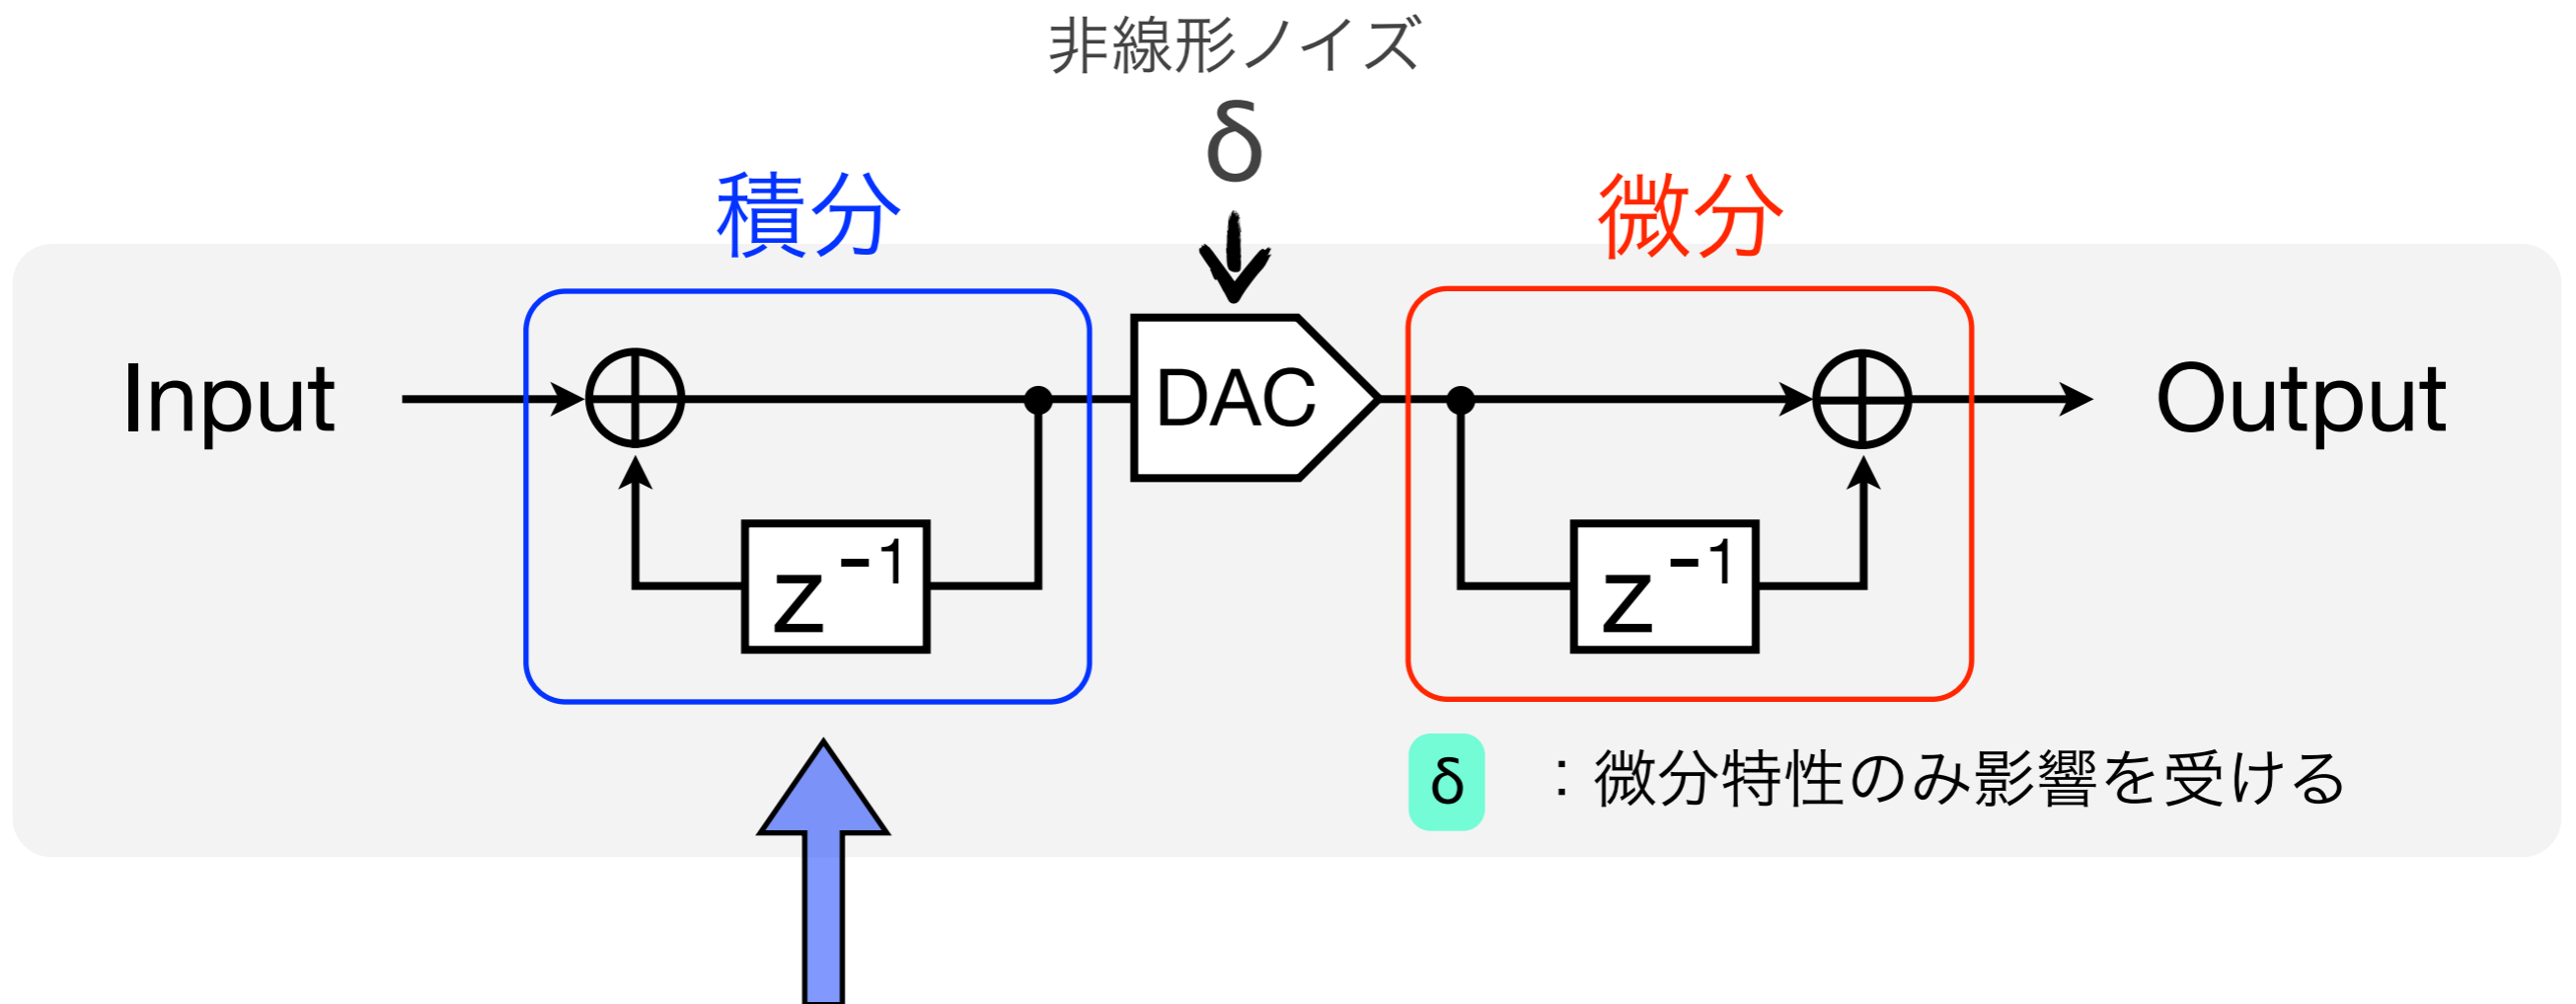 非線形ノイズ
δ
積分
微分
Input
DAC
Output
z⁻¹
z⁻¹
δ ：微分特性のみ影響を受ける